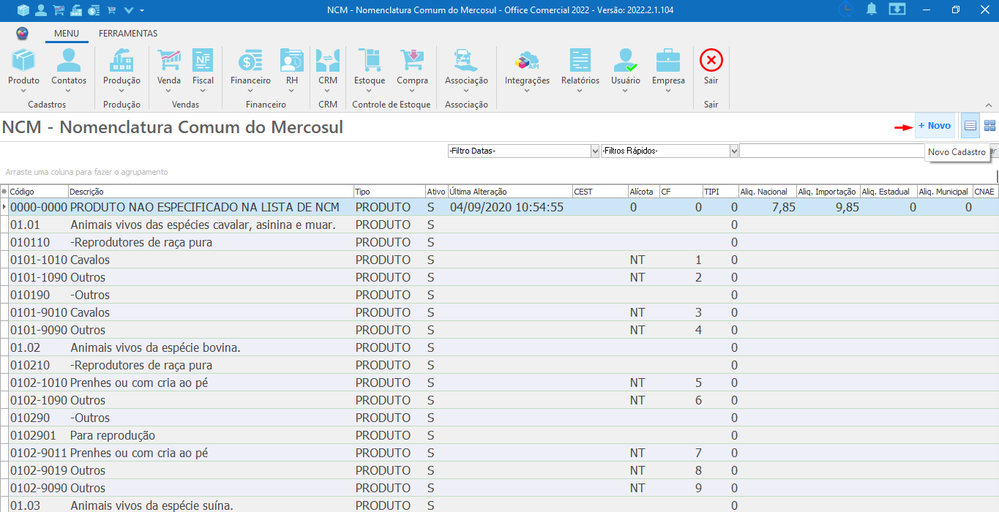 NCM - Nomenclatura Comum do Mercosul - Office Comercial 2022 - Versão: 2022.2.1.104
MENU FERRAMENTAS
NF API
Produto Contatos Produção Venda Fiscal Financeiro RH CRM Estoque Compra Associação Integrações Relatórios Usuário Empresa Sair
Cadastros Produção Vendas Financeiro CRM Controle de Estoque Associação Sair
NCM - Nomenclatura Comum do Mercosul
+ Novo
-Filtro Datas- -Filtros Rápidos-
Novo Cadastro
Arraste uma coluna para fazer o agrupamento
Código Descrição Tipo Ativo Última Alteração CEST Alícota CF TIPI Aliq. Nacional Aliq. Importação Aliq. Estadual Aliq. Municipal CNAE
0000-0000 PRODUTO NAO ESPECIFICADO NA LISTA DE NCM PRODUTO S 04/09/2020 10:54:55 0 0 0 7,85 9,85 0 0
01.01 Animais vivos das espécies cavalar, asinina e muar. PRODUTO S 0
010110 -Reprodutores de raça pura PRODUTO S 0
0101-1010 Cavalos PRODUTO S NT 1 0
0101-1090 Outros PRODUTO S NT 2 0
010190 -Outros PRODUTO S 0
0101-9010 Cavalos PRODUTO S NT 3 0
0101-9090 Outros PRODUTO S NT 4 0
01.02 Animais vivos da espécie bovina. PRODUTO S 0
010210 -Reprodutores de raça pura PRODUTO S 0
0102-1010 Prenhes ou com cria ao pé PRODUTO S NT 5 0
0102-1090 Outros PRODUTO S NT 6 0
010290 -Outros PRODUTO S 0
0102901 Para reprodução PRODUTO S 0
0102-9011 Prenhes ou com cria ao pé PRODUTO S NT 7 0
0102-9019 Outros PRODUTO S NT 8 0
0102-9090 Outros PRODUTO S NT 9 0
01.03 Animais vivos da espécie suína. PRODUTO S 0